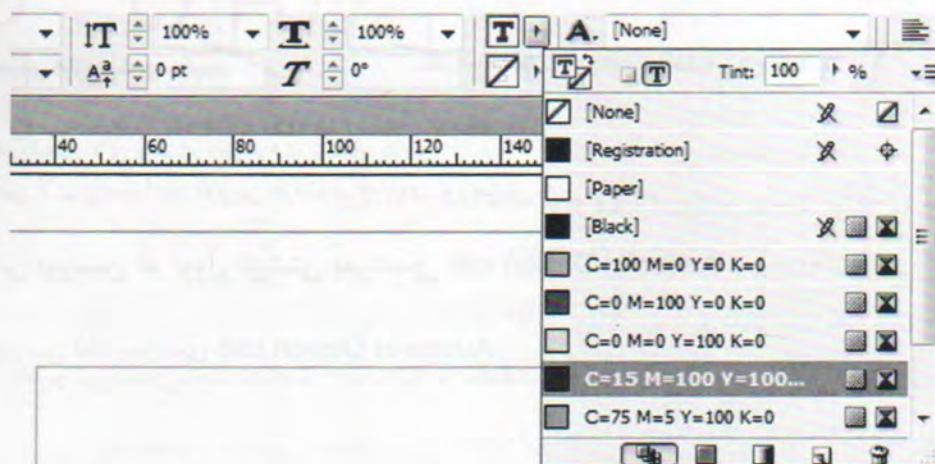 100% 100% [None]
0 pt 0° Tint: 100 %
[None]
40 60 80 100 120 140
[Registration]
[Paper]
[Black]
C=100 M=0 Y=0 K=0
C=0 M=100 Y=0 K=0
C=0 M=0 Y=100 K=0
C=15 M=100 Y=100...
C=75 M=5 Y=100 K=0